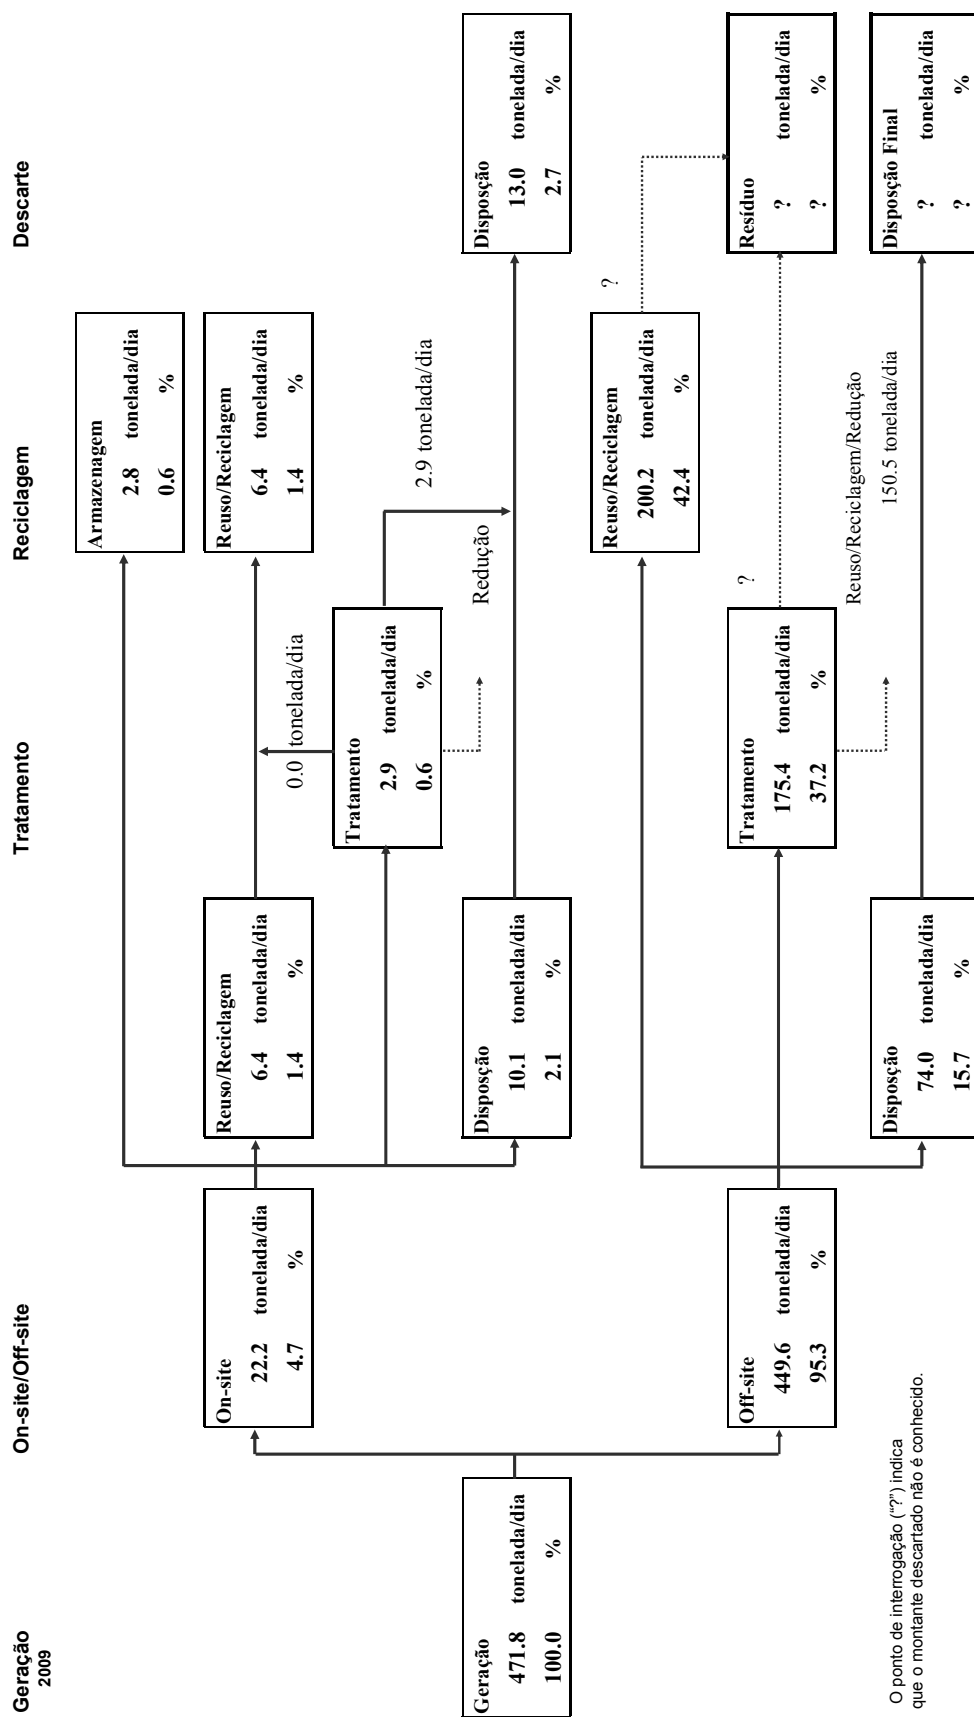 Geração
2009
On-site/Off-site
Tratamento
Reciclagem
Descarte
Geração
471.8 tonelada/dia
100.0 %
On-site
22.2 tonelada/dia
4.7 %
Off-site
449.6 tonelada/dia
95.3 %
Reuso/Reciclagem
6.4 tonelada/dia
1.4 %
Disposção
10.1 tonelada/dia
2.1 %
Disposção
74.0 tonelada/dia
15.7 %
0.0 tonelada/dia
Tratamento
2.9 tonelada/dia
0.6 %
Redução
Tratamento
175.4 tonelada/dia
37.2 %
?
Reuso/Reciclagem/Redução
Armazenagem
2.8 tonelada/dia
0.6 %
Reuso/Reciclagem
6.4 tonelada/dia
1.4 %
2.9 tonelada/dia
Reuso/Reciclagem
200.2 tonelada/dia
42.4 %
?
150.5 tonelada/dia
Disposção
13.0 tonelada/dia
2.7 %
Resíduo
? tonelada/dia
? %
Disposção Final
? tonelada/dia
? %
O ponto de interrogação (“?”) indica
que o montante descartado não é conhecido.